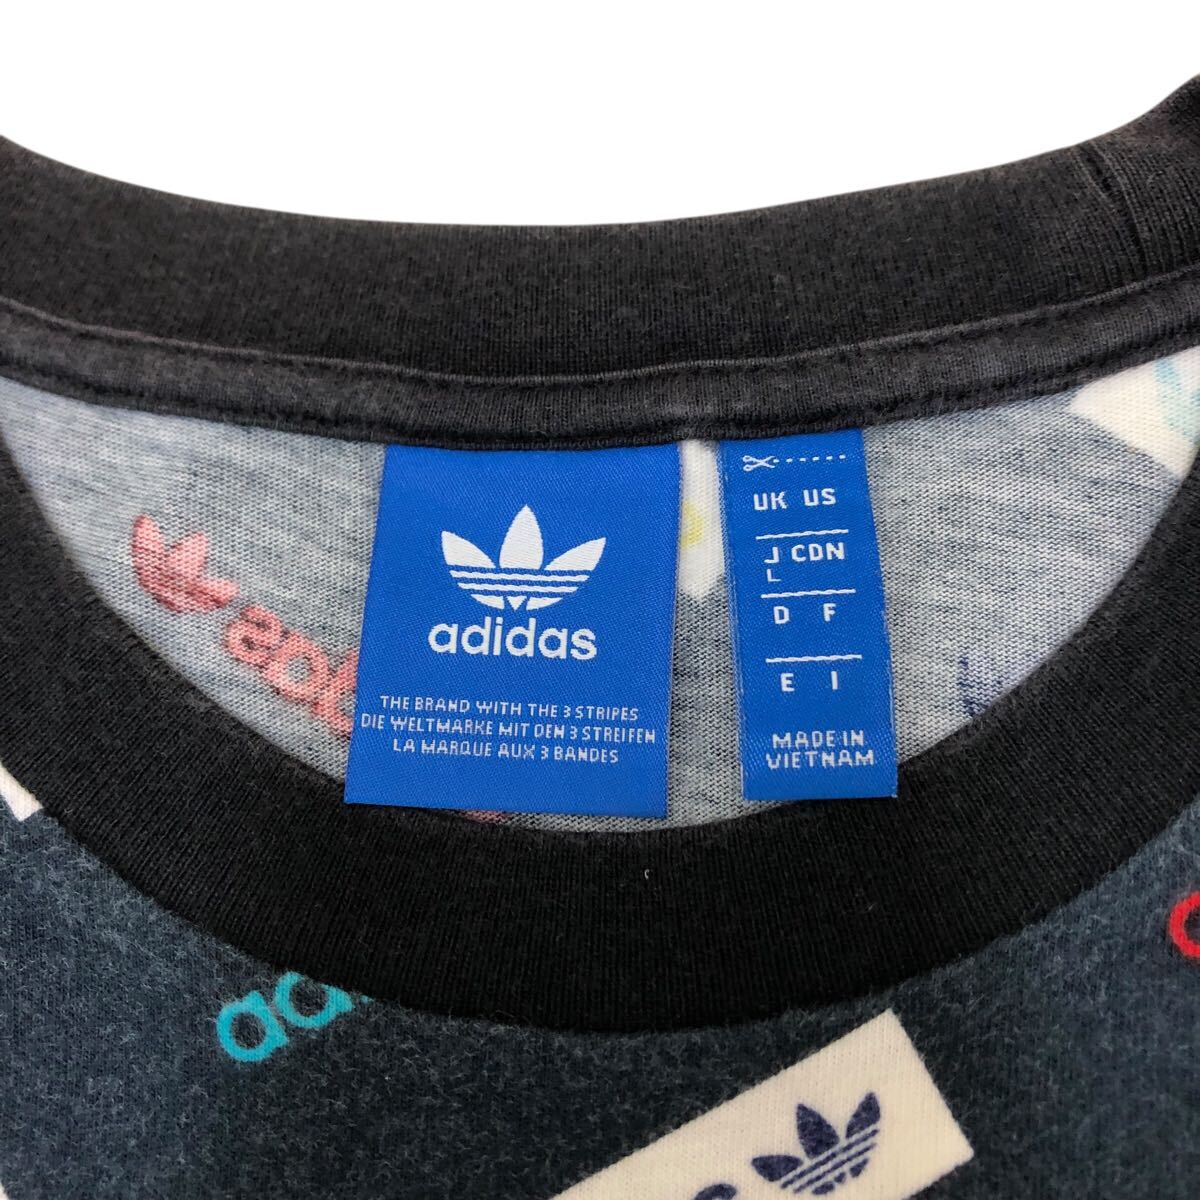 adidas
THE BRAND WITH THE 3 STRIPES
DIE WELTMARKE MIT DEN 3 STREIFEN
LA MARQUE AUX 3 BANDES
UK US
J CDN
L
D F
E I
MADE IN
VIETNAM